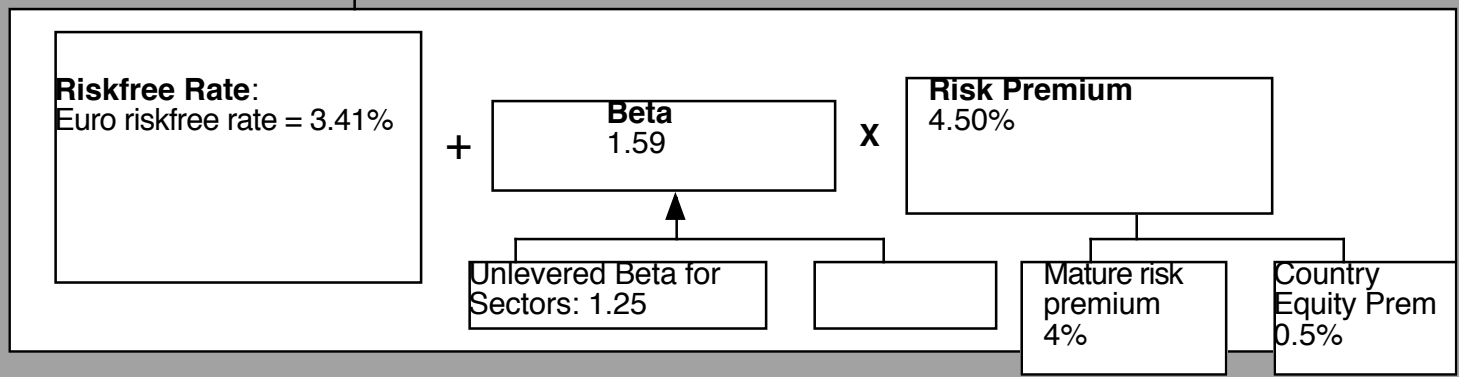 Riskfree Rate:
Euro riskfree rate = 3.41%
+
Beta
1.59
X
Risk Premium
4.50%
Unlevered Beta for
Sectors: 1.25
Mature risk
premium
4%
Country
Equity Prem
0.5%